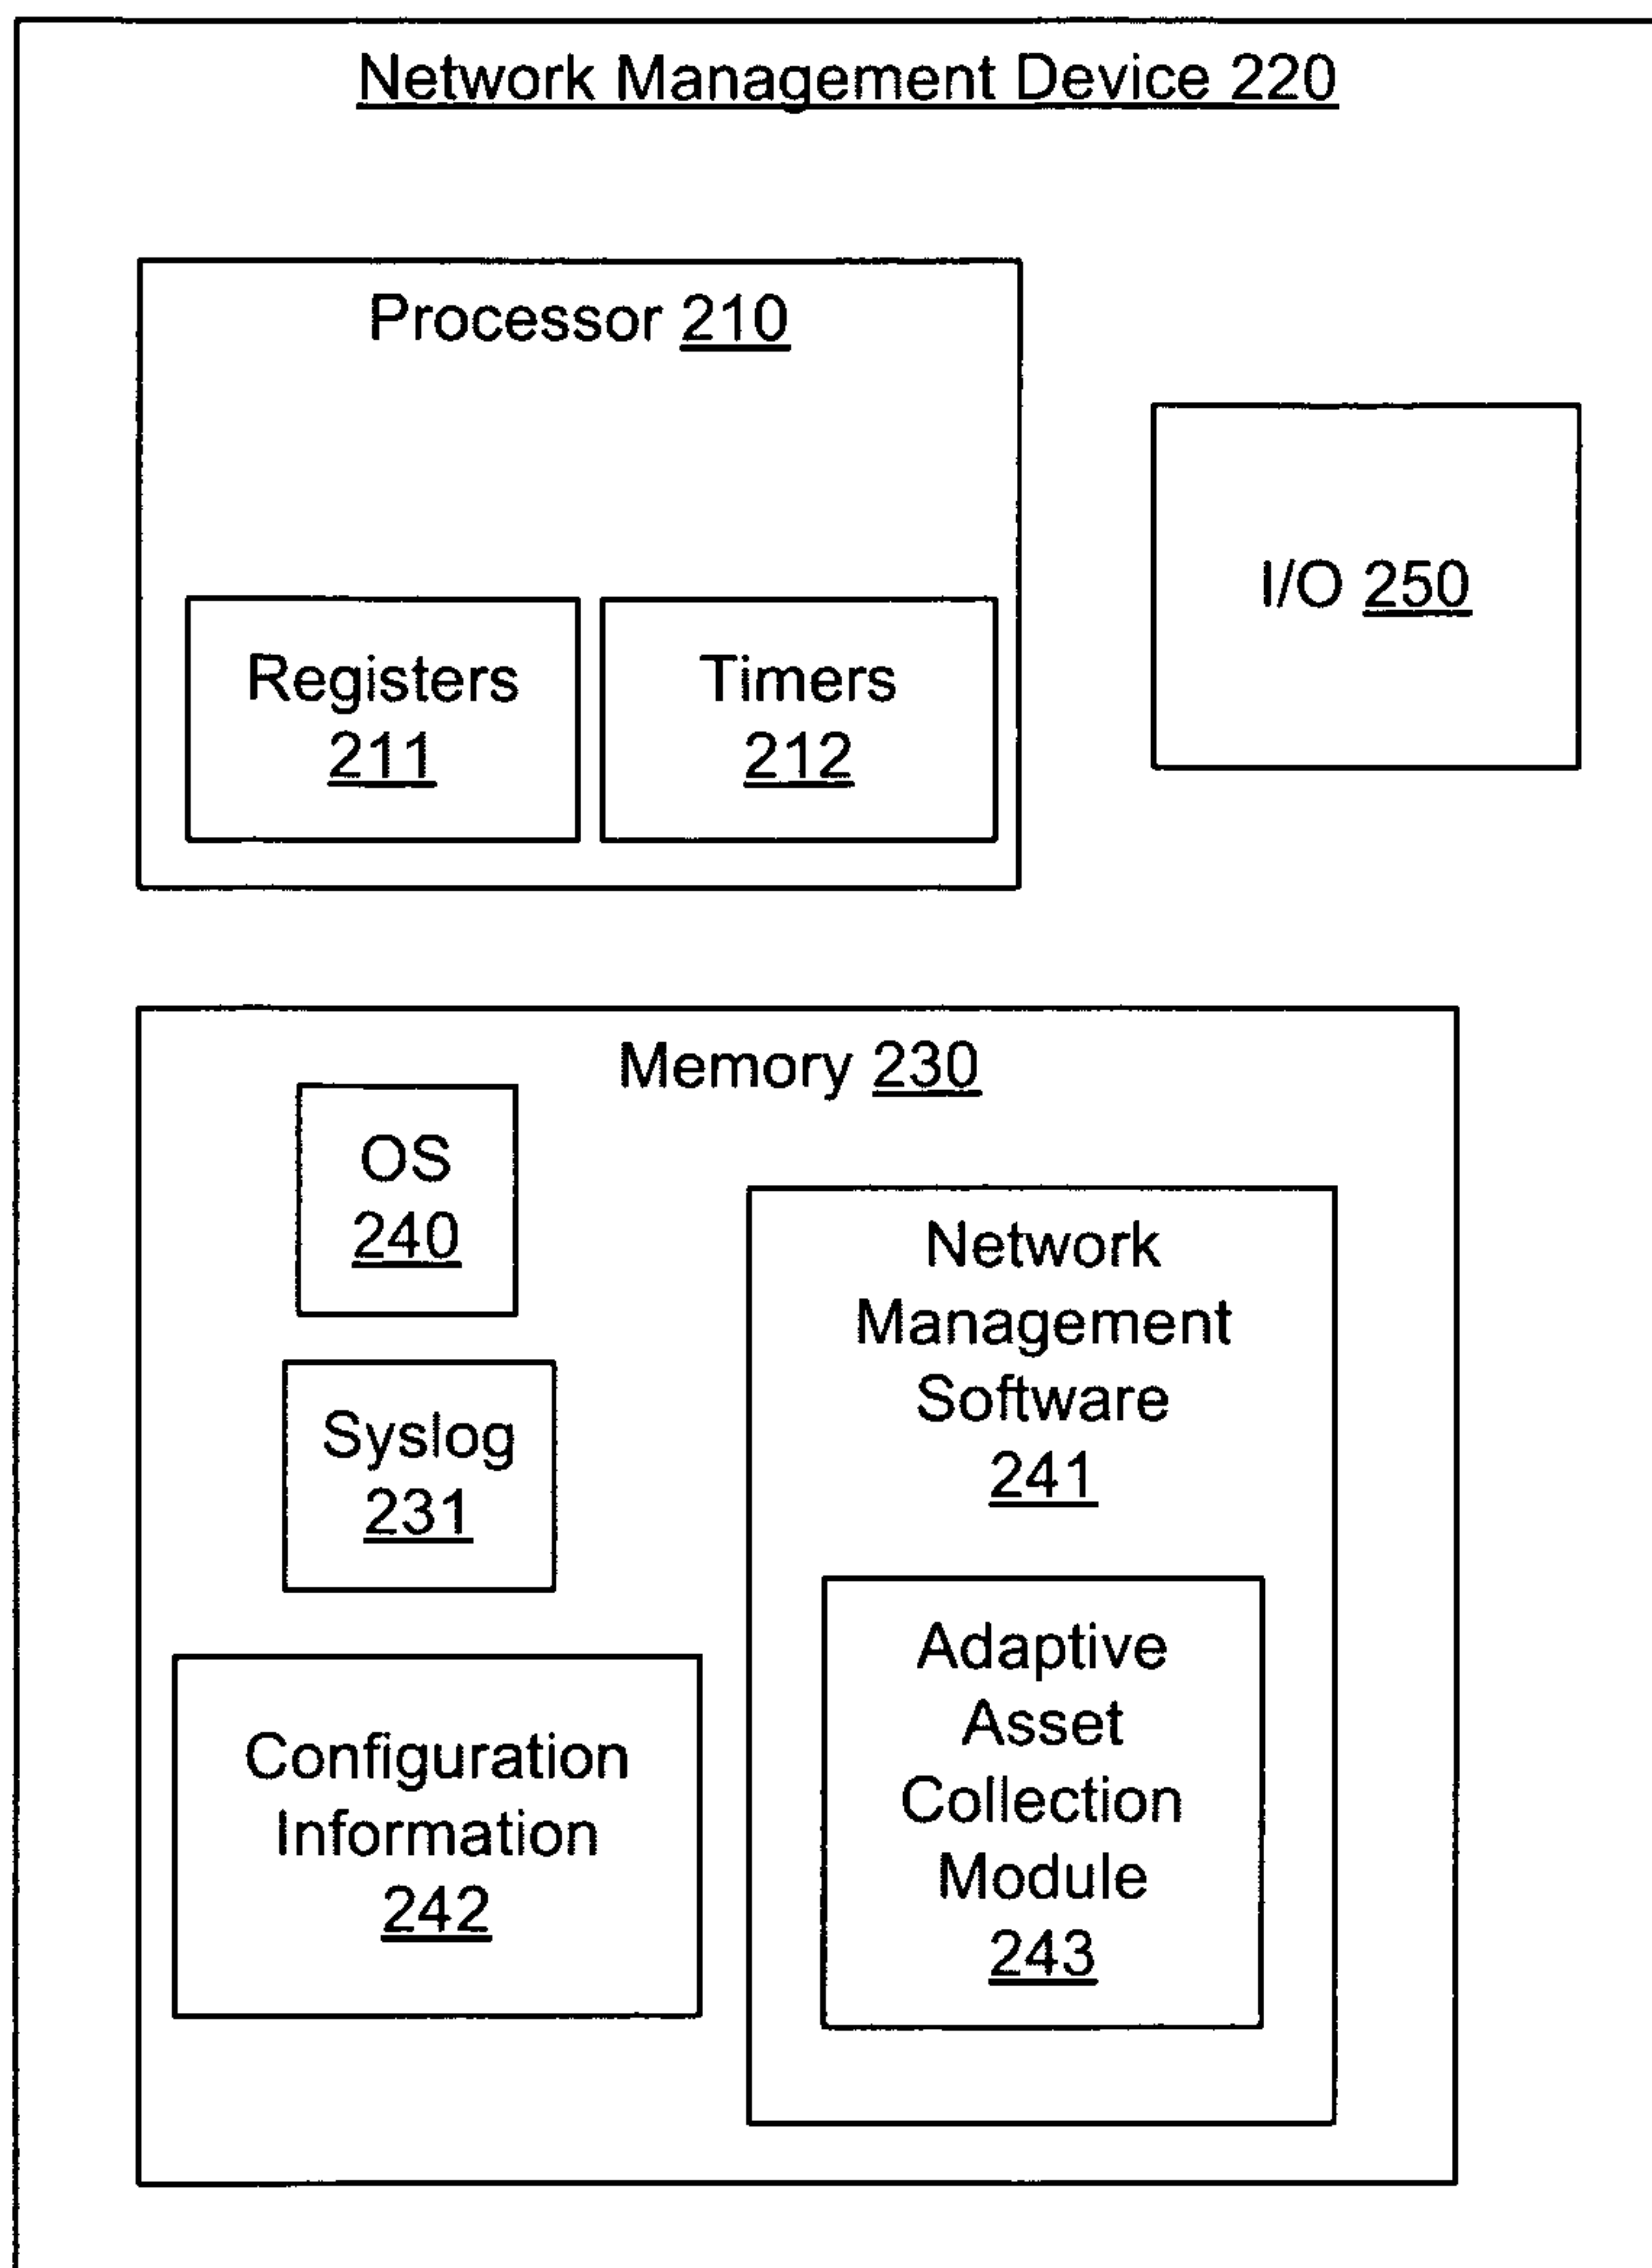 Network Management Device 220
Processor 210
Registers
211
Timers
212
I/O 250
Memory 230
OS
240
Syslog
231
Configuration
Information
242
Network
Management
Software
241
Adaptive
Asset
Collection
Module
243